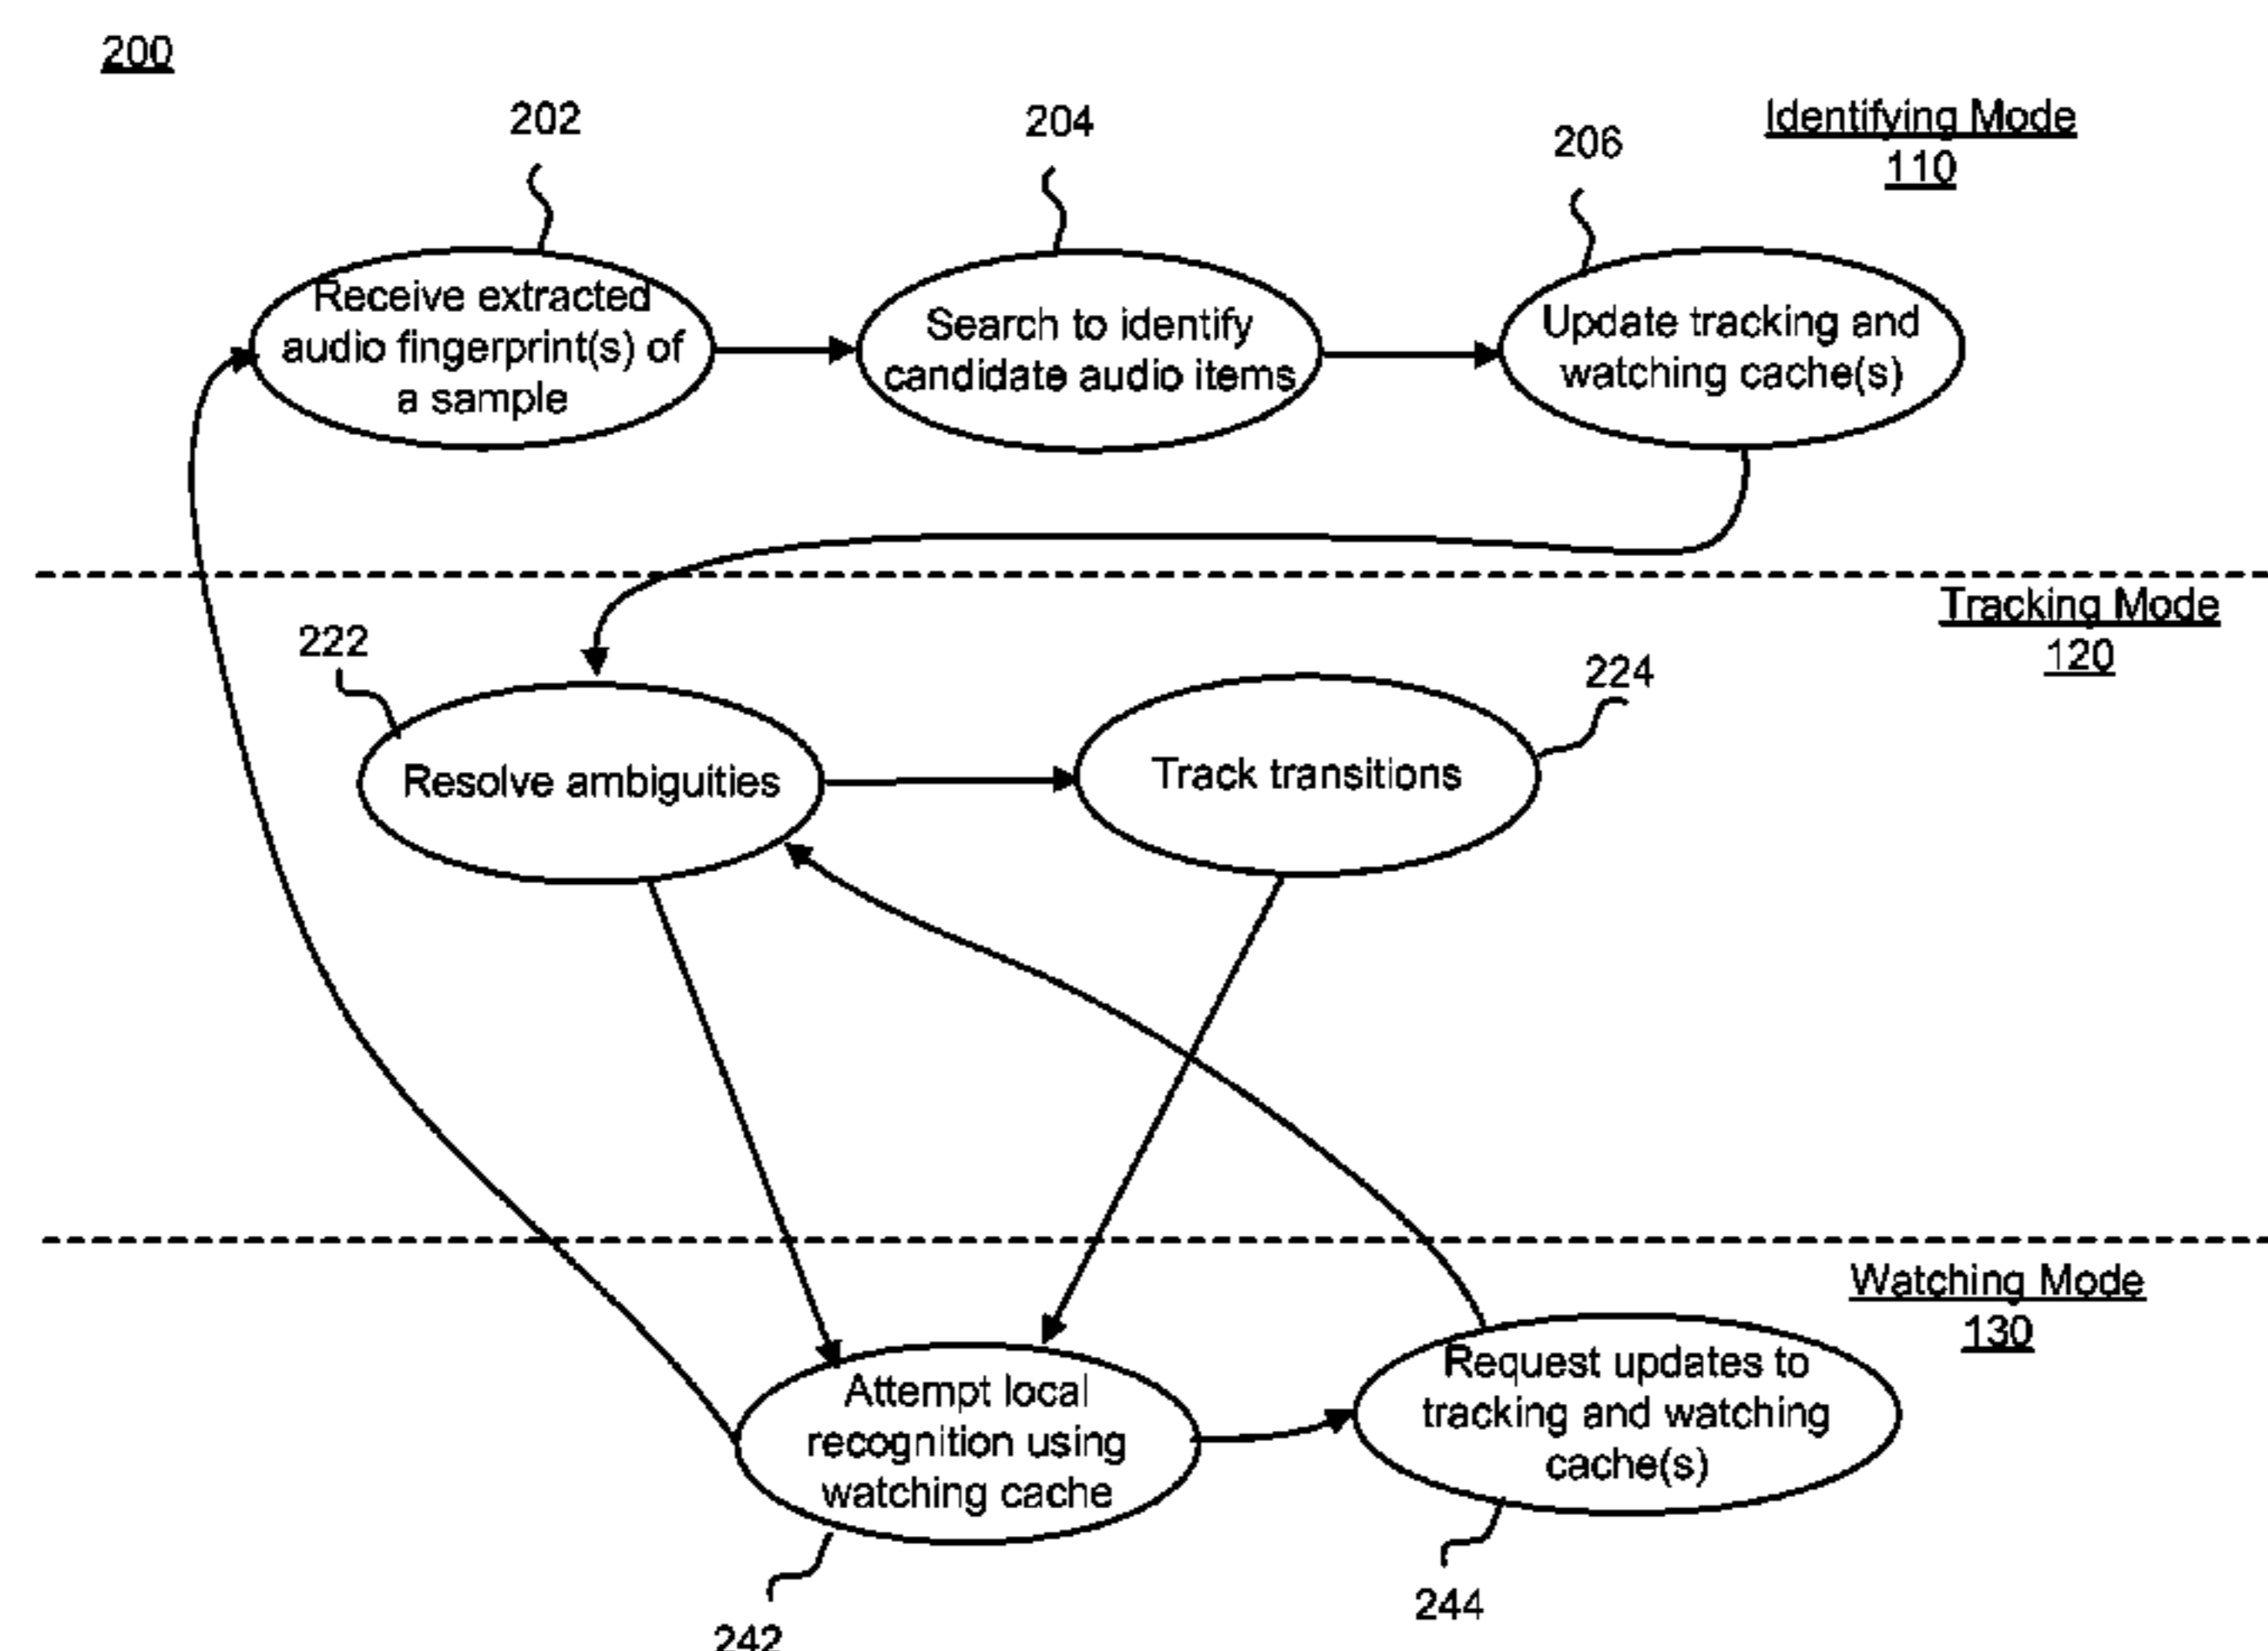 200
202
204
206
Identifying Mode
110
Receive extracted
audio fingerprint(s) of
a sample
Search to identify
candidate audio items
Update tracking and
watching cache(s)
Tracking Mode
120
222
224
Resolve ambiguities
Track transitions
Watching Mode
130
Attempt local
recognition using
watching cache
Request updates to
tracking and watching
cache(s)
242
244